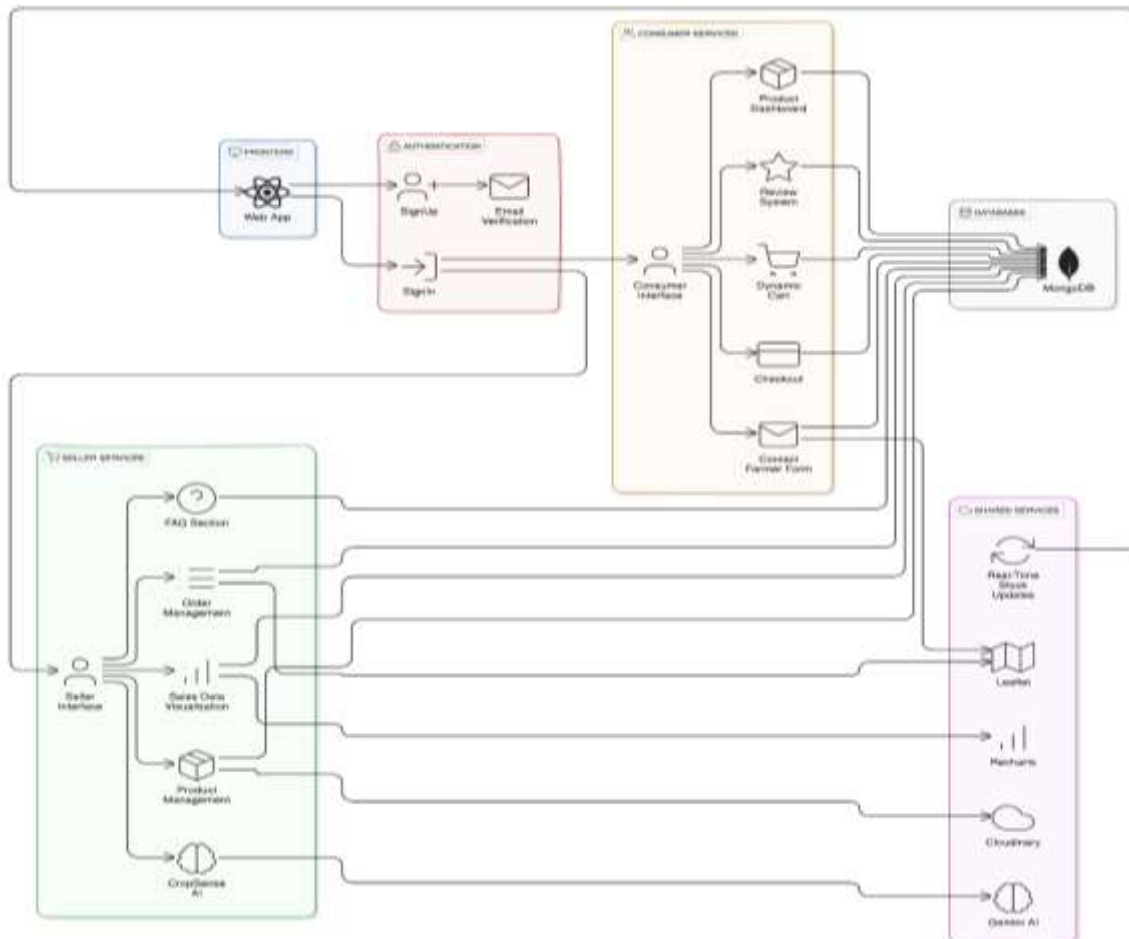 CONSUMER SERVICES
Product
Dashboard
FRONTEND
AUTHENTICATION
Web App
SignUp
Email
Verification
Review
System
DATABASES
SignIn
Consumer
Interface
Dynamic
Cart
MongoDB
Checkout
Contact
Farmer Form
SELLER SERVICES
FAQ Section
SHARED SERVICES
Real-Time
Stock
Updates
Order
Management
Leaflet
Seller
Interface
Sales Data
Visualization
Recharts
Product
Management
Cloudinary
CropSense
AI
Gemini AI